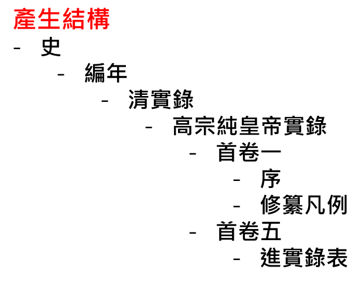 產生結構
- 史
- 編年
- 清實錄
- 高宗純皇帝實錄
- 首卷一
- 序
- 修纂凡例
- 首卷五
- 進實錄表